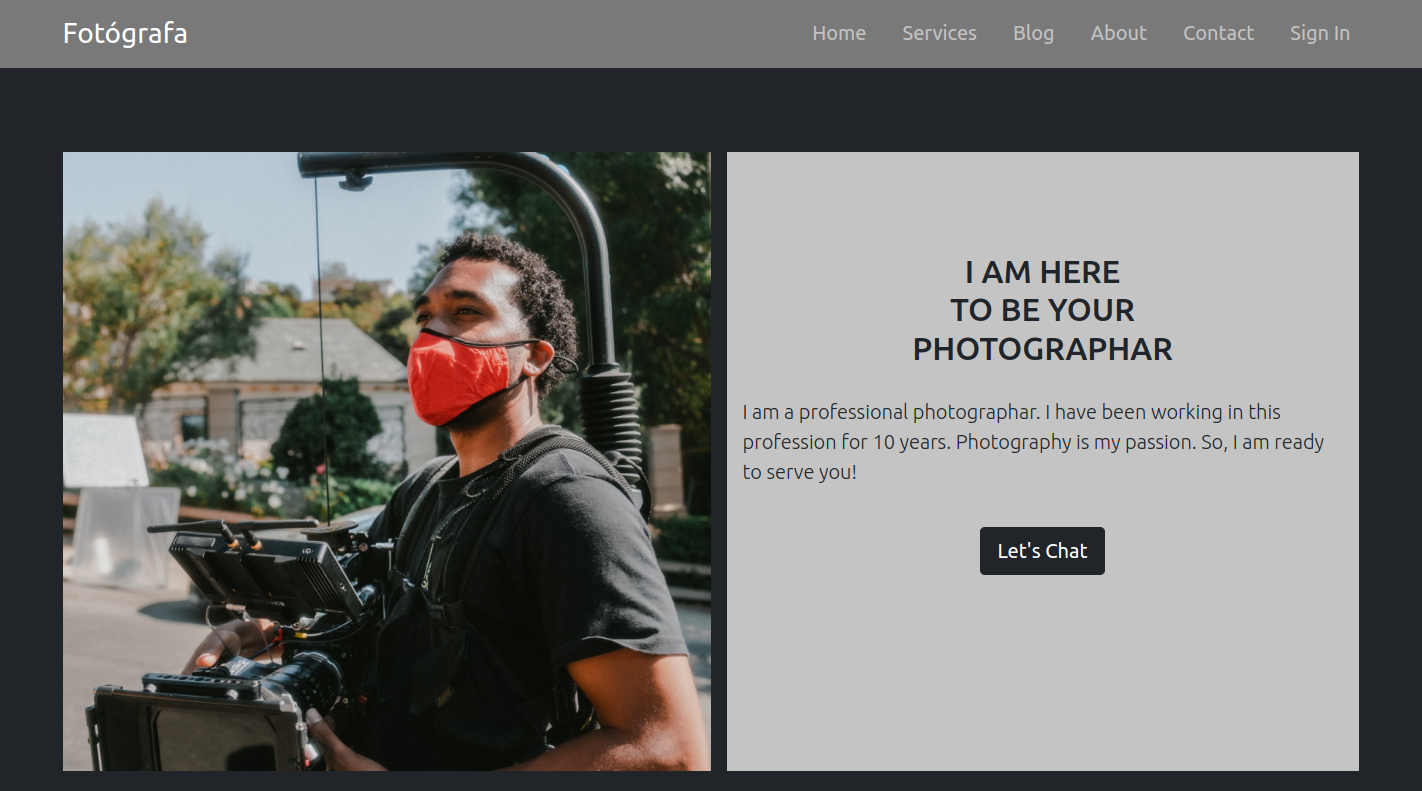 Fotógrafa
Home Services Blog About Contact Sign In
I AM HERE
TO BE YOUR
PHOTOGRAPHAR
I am a professional photographar. I have been working in this
profession for 10 years. Photography is my passion. So, I am ready
to serve you!
Let's Chat